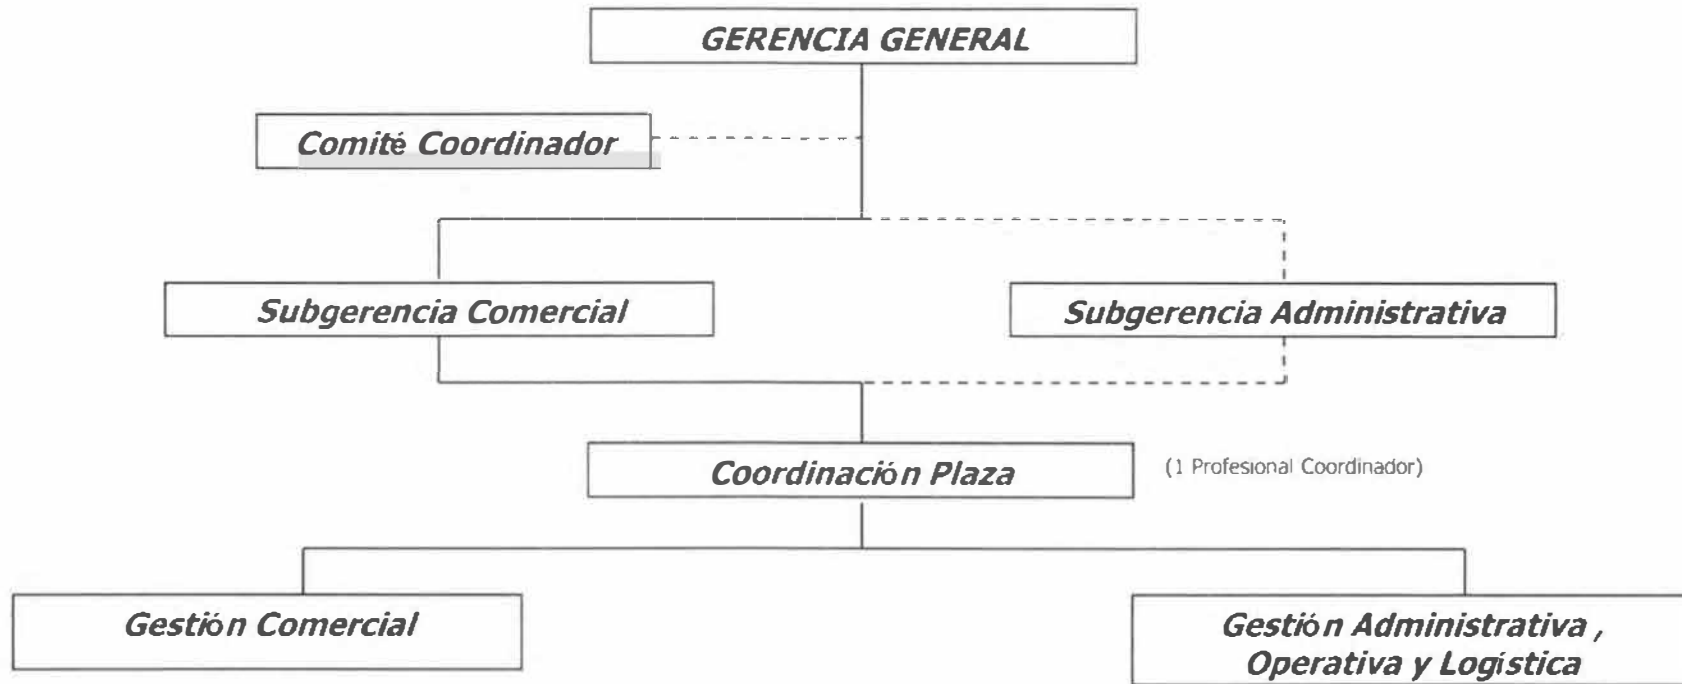 GERENCIA GENERAL
Comité Coordinador
Subgerencia Comercial
Subgerencia Administrativa
Coordinación Plaza
(1 Profesional Coordinador)
Gestión Comercial
Gestión Administrativa ,
Operativa y Logística